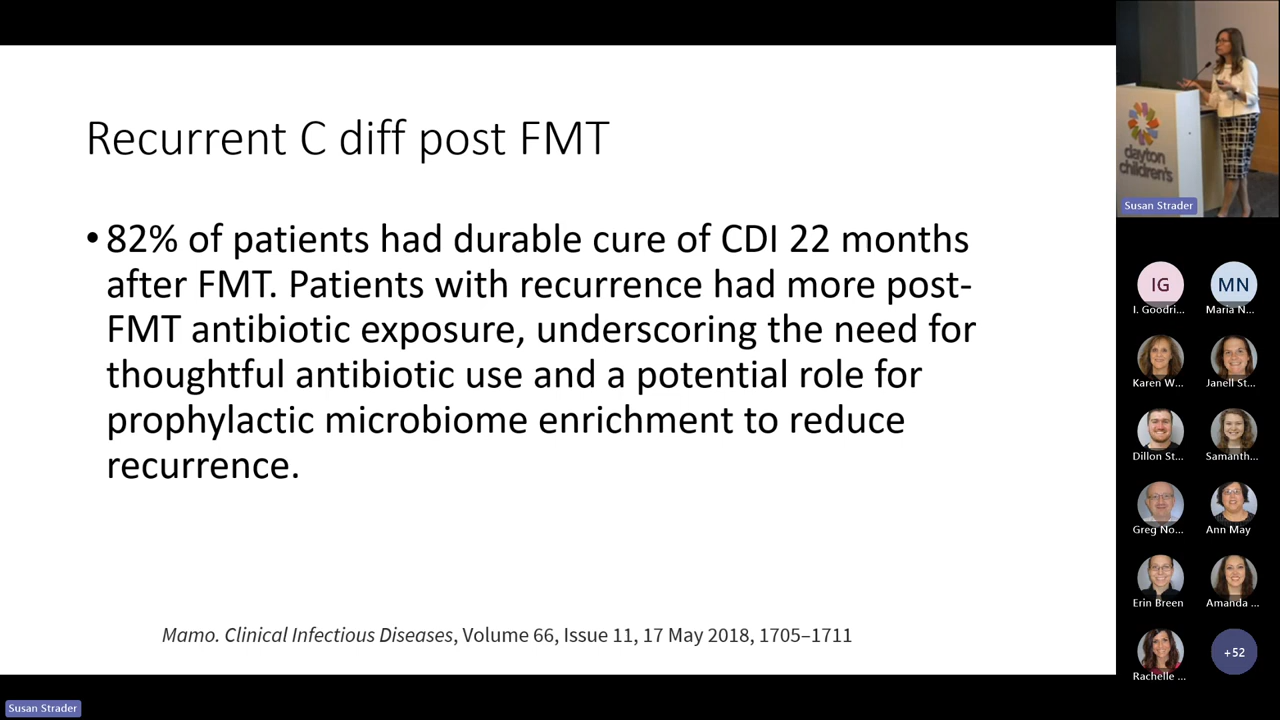 Recurrent C diff post FMT
•82% of patients had durable cure of CDI 22 months
after FMT. Patients with recurrence had more post-
FMT antibiotic exposure, underscoring the need for
thoughtful antibiotic use and a potential role for
prophylactic microbiome enrichment to reduce
recurrence.
Mamo. Clinical Infectious Diseases, Volume 66, Issue 11, 17 May 2018, 1705–1711
dayton
children's
Susan Strader
IG
I. Goodri...
MN
Maria N...
Karen W...
Janell St...
Dillon St...
Samanth...
Greg No...
Ann May
Erin Breen
Amanda ...
Rachelle ...
+52
Susan Strader